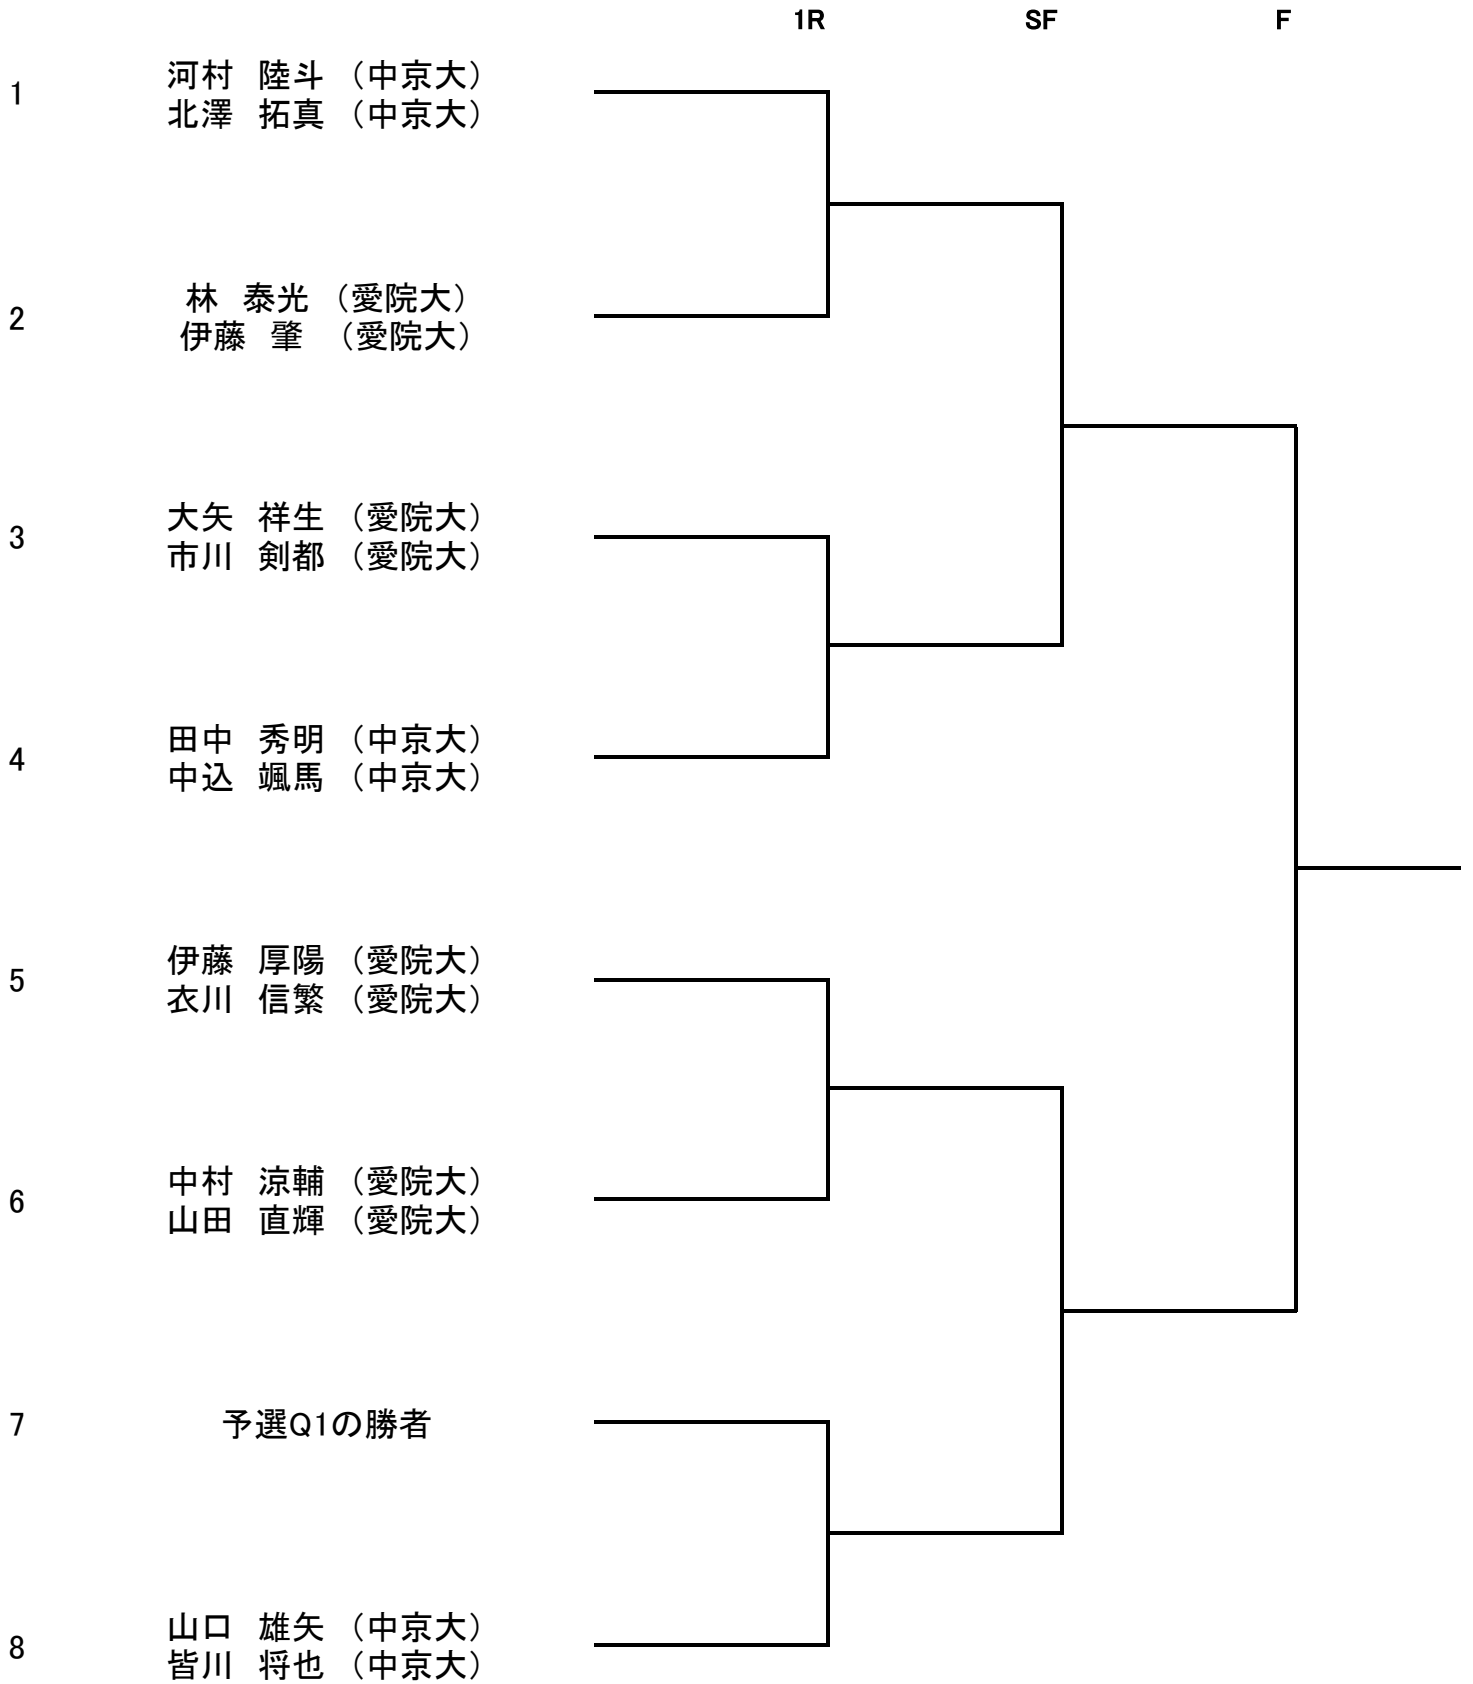 1R SF F
1
河村　陸斗 （中京大）
北澤　拓真 （中京大）
2
林　泰光 （愛院大）
伊藤　肇 （愛院大）
3
大矢　祥生 （愛院大）
市川　剣都 （愛院大）
4
田中　秀明 （中京大）
中込　颯馬 （中京大）
5
伊藤　厚陽 （愛院大）
衣川　信繁 （愛院大）
6
中村　涼輔 （愛院大）
山田　直輝 （愛院大）
7
予選Q1の勝者
8
山口　雄矢 （中京大）
皆川　将也 （中京大）